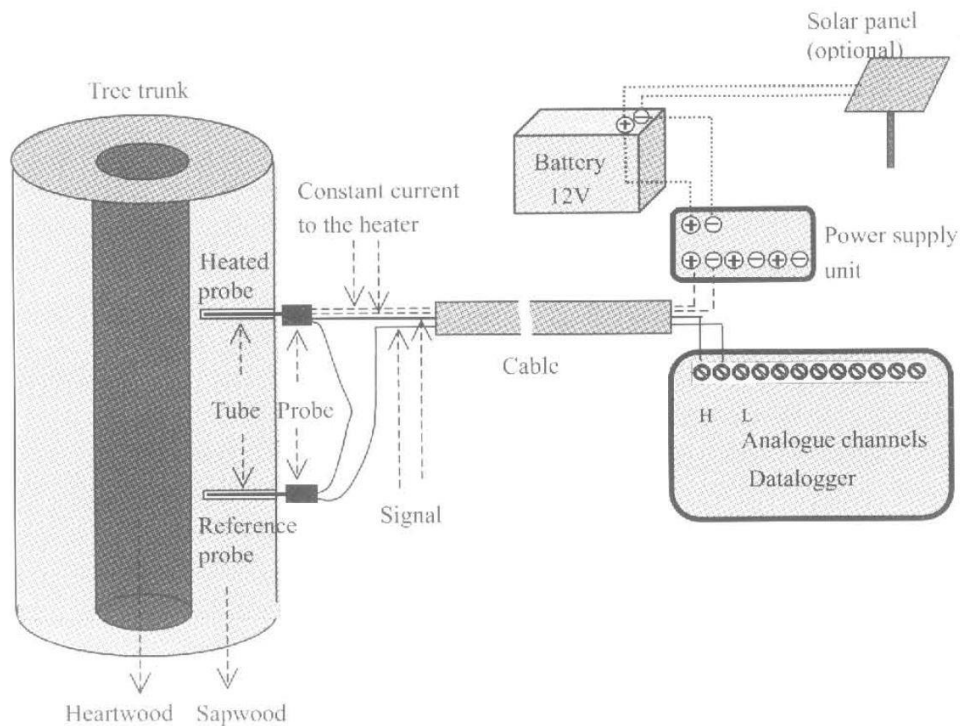 Solar panel
(optional)
Tree trunk
Battery
12V
Constant current
to the heater
Power supply
unit
Heated
probe
Cable
Tube
Probe
H L
Analogue channels
Datalogger
Signal
Reference
probe
Heartwood Sapwood